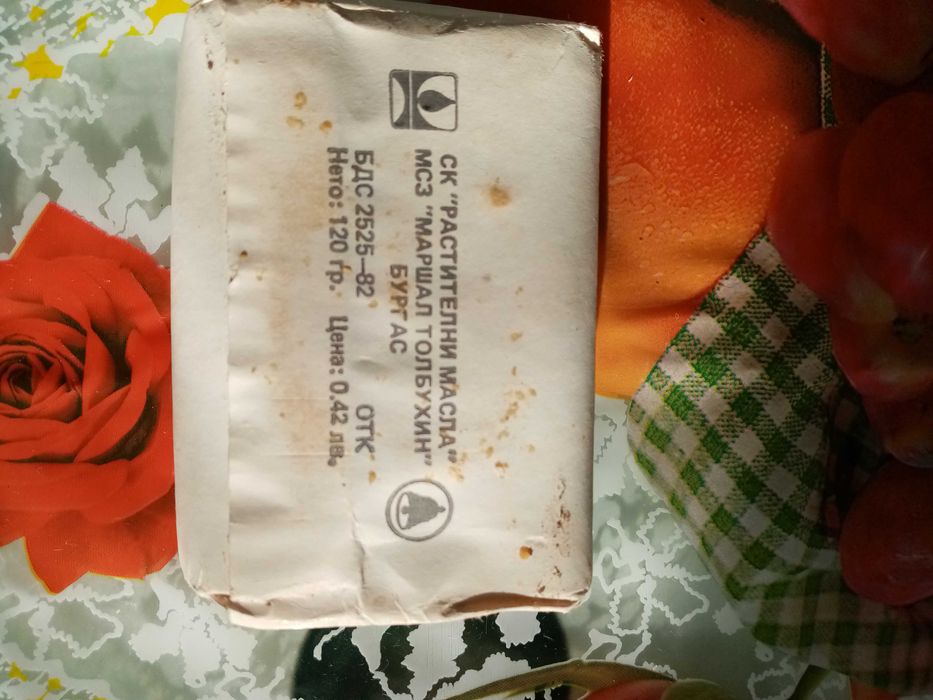 СК "РАСТИТЕЛНИ МАСЛА"
МСЗ "МАРШАЛ ТОЛБУХИН"
БУРГАС
БДС 2525–82 ОТК
Нето: 120 гр. Цена: 0.42 лв.